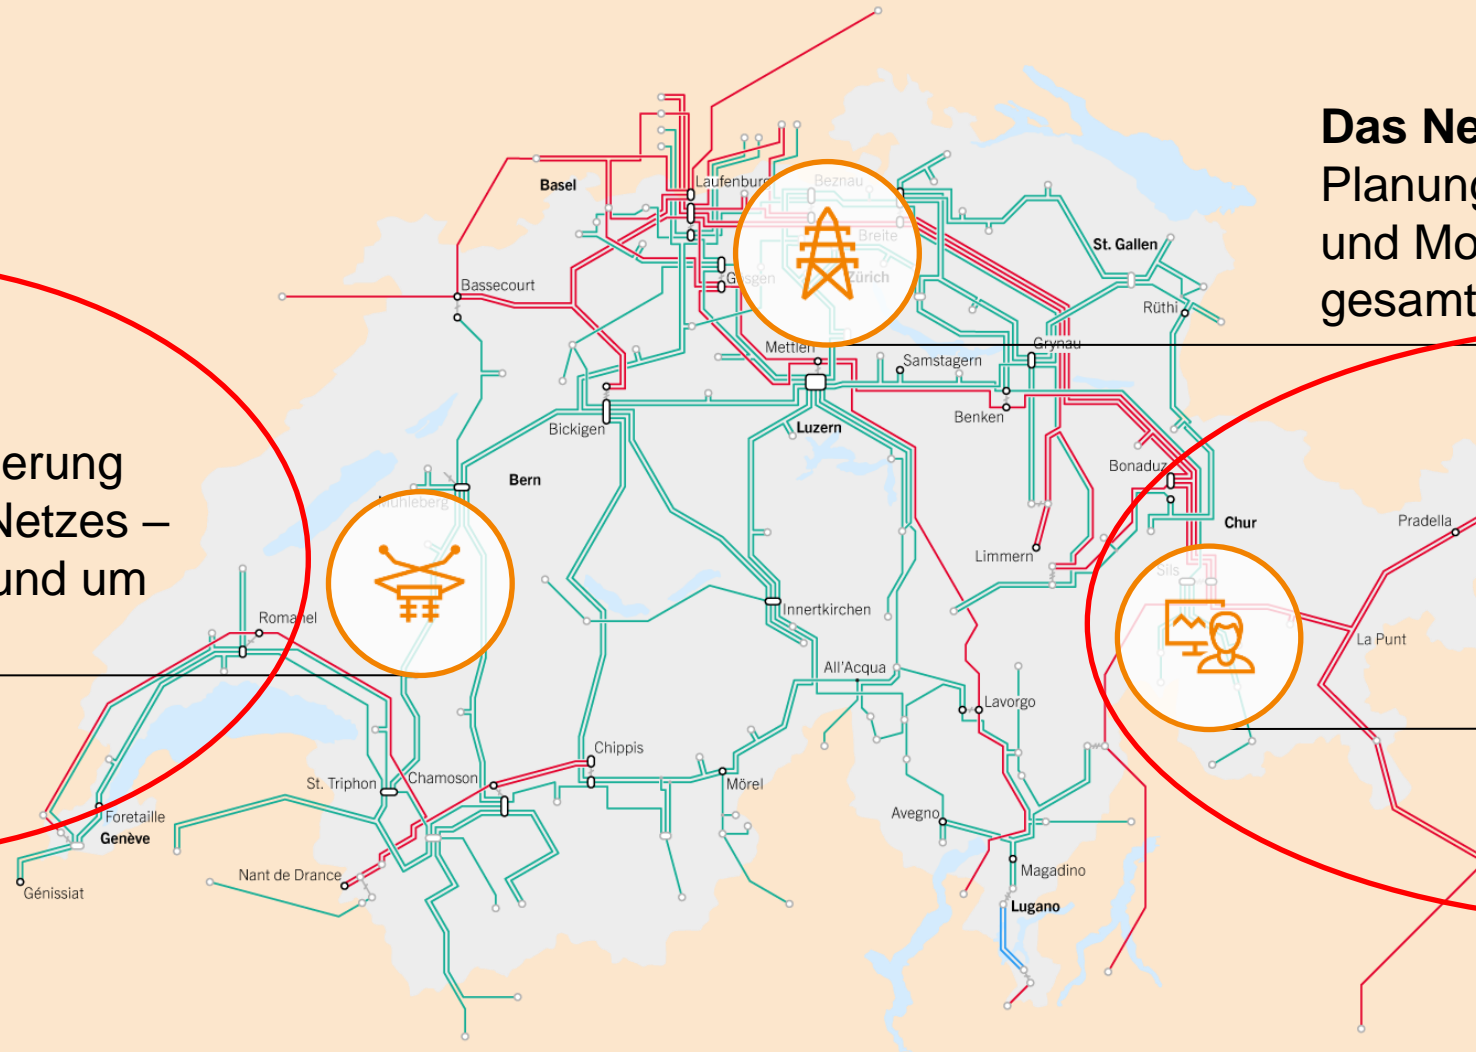 Das Ne
Planung
und Mo
gesamt
erung
Netzes –
und um
Basel
Laufenburg
Beznau
Breite
Zürich
Gösgen
St. Gallen
Rüthi
Bassecourt
Mettlen
Samstagern
Grynau
Benken
Bickigen
Luzern
Bern
Mühleberg
Bonaduz
Chur
Pradella
Limmern
Sils
Innertkirchen
Romanel
La Punt
All'Acqua
Lavorgo
Chippis
St. Triphon
Chamoson
Mörel
Foretaille
Genève
Avegno
Génissiat
Nant de Drance
Magadino
Lugano